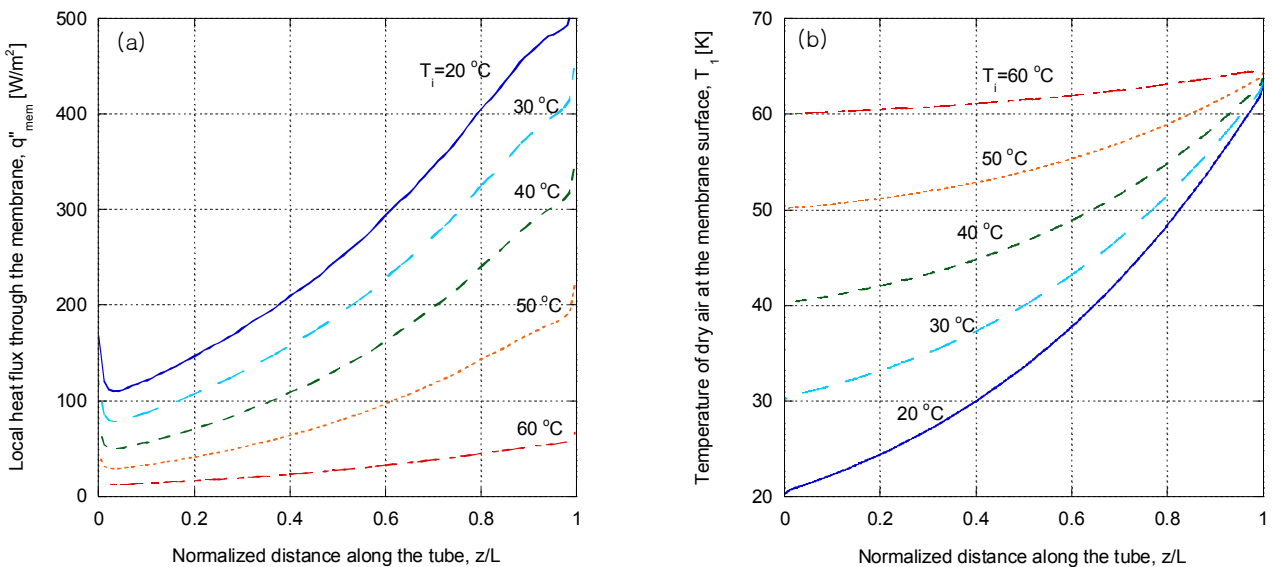 Local heat flux through the membrane, q"mem [W/m²]
500
400
300
200
100
0
(a)
Ti=20 °C
30 °C
40 °C
50 °C
60 °C
0 0.2 0.4 0.6 0.8 1
Normalized distance along the tube, z/L
Temperature of dry air at the membrane surface, T1 [K]
70
60
50
40
30
20
(b)
Ti=60 °C
50 °C
40 °C
30 °C
20 °C
0 0.2 0.4 0.6 0.8 1
Normalized distance along the tube, z/L